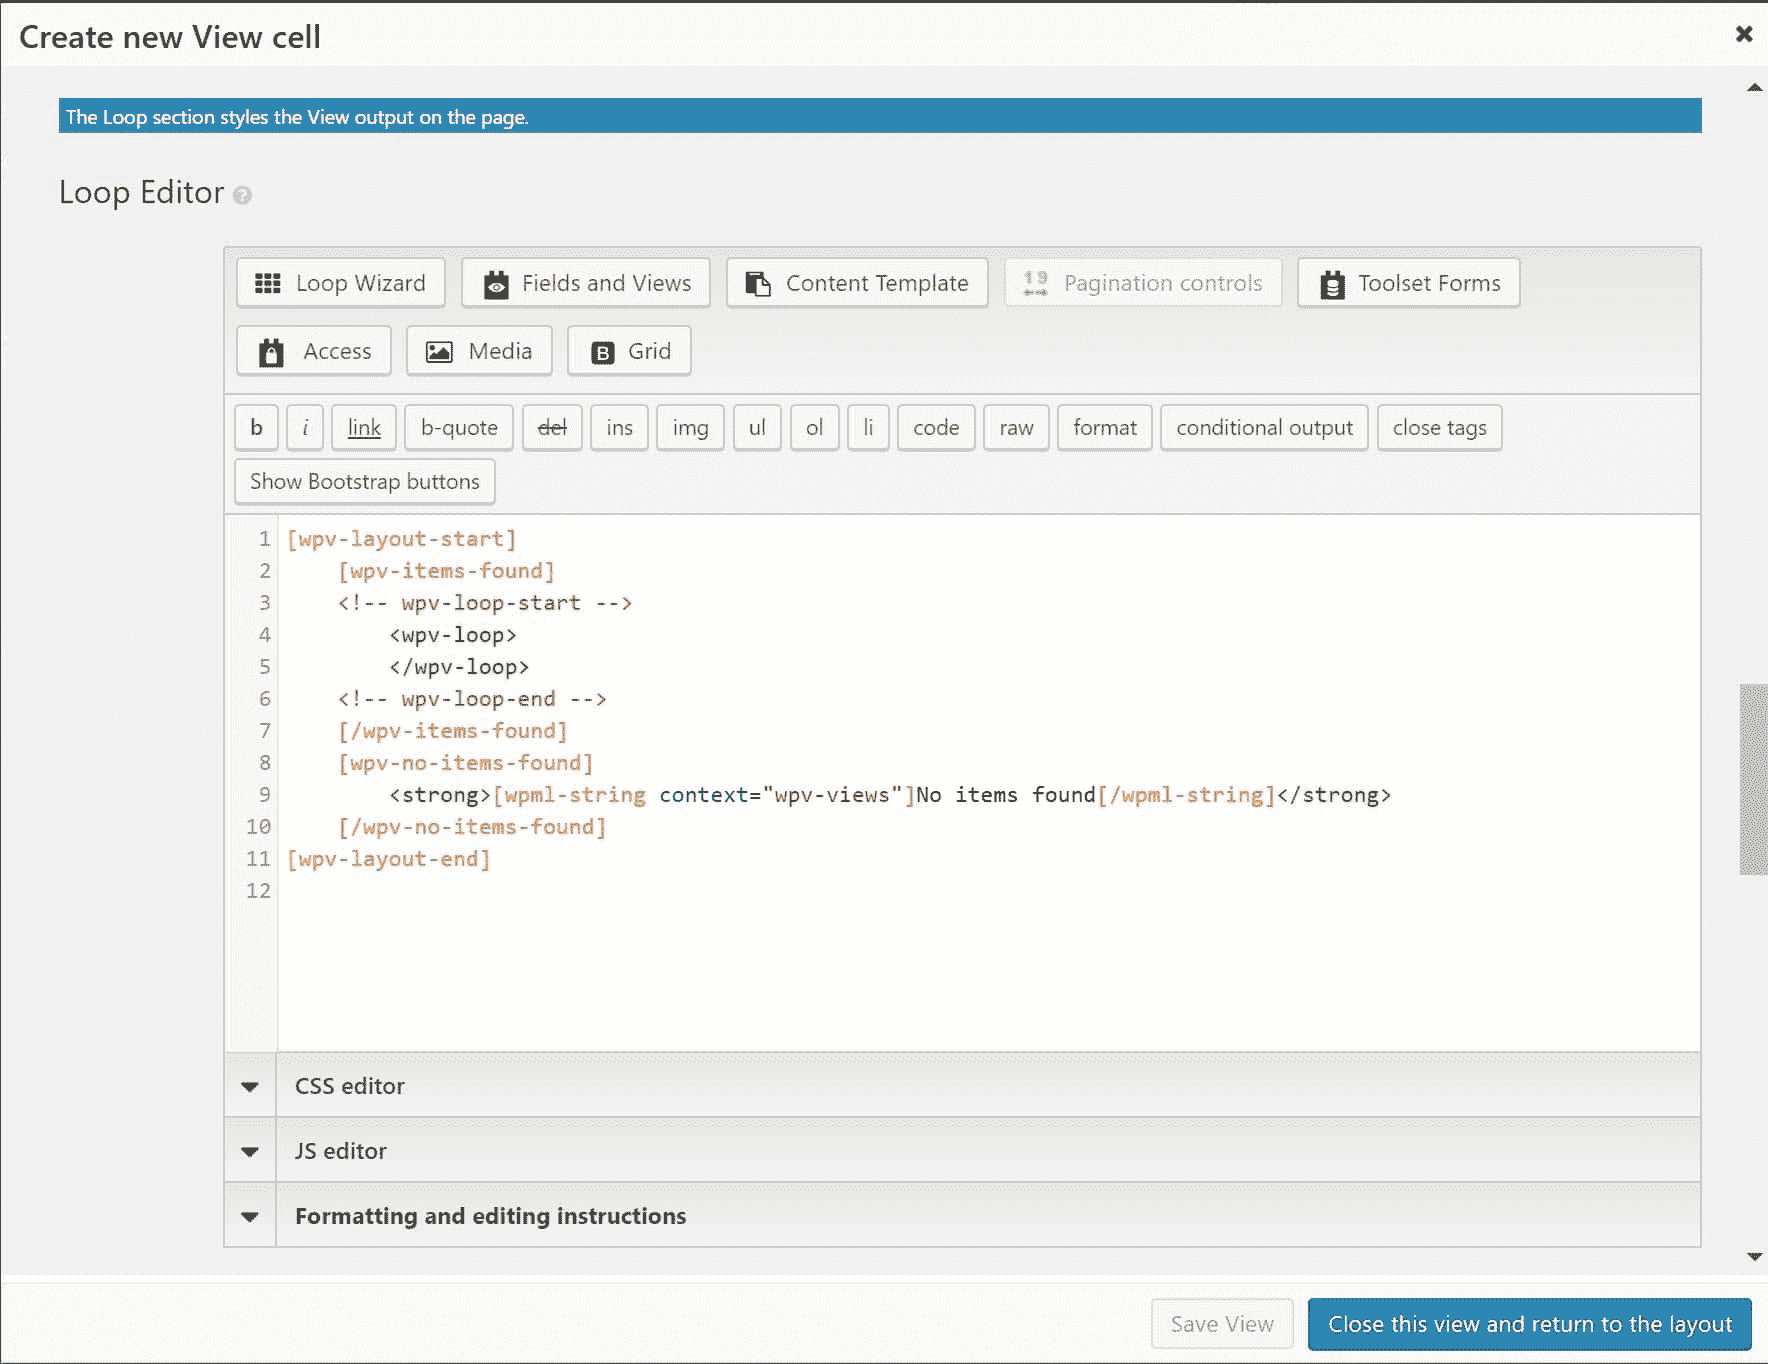 Create new View cell
The Loop section styles the View output on the page.
Loop Editor ?
Loop Wizard Fields and Views Content Template 19 Pagination controls Toolset Forms
Access Media B Grid
b i link b-quote del ins img ul ol li code raw format conditional output close tags
Show Bootstrap buttons
1 [wpv-layout-start]
2     [wpv-items-found]
3     <!-- wpv-loop-start -->
4         <wpv-loop>
5         </wpv-loop>
6     <!-- wpv-loop-end -->
7     [/wpv-items-found]
8     [wpv-no-items-found]
9         <strong>[wpml-string context="wpv-views"]No items found[/wpml-string]</strong>
10     [/wpv-no-items-found]
11 [wpv-layout-end]
12
CSS editor
JS editor
Formatting and editing instructions
Save View Close this view and return to the layout